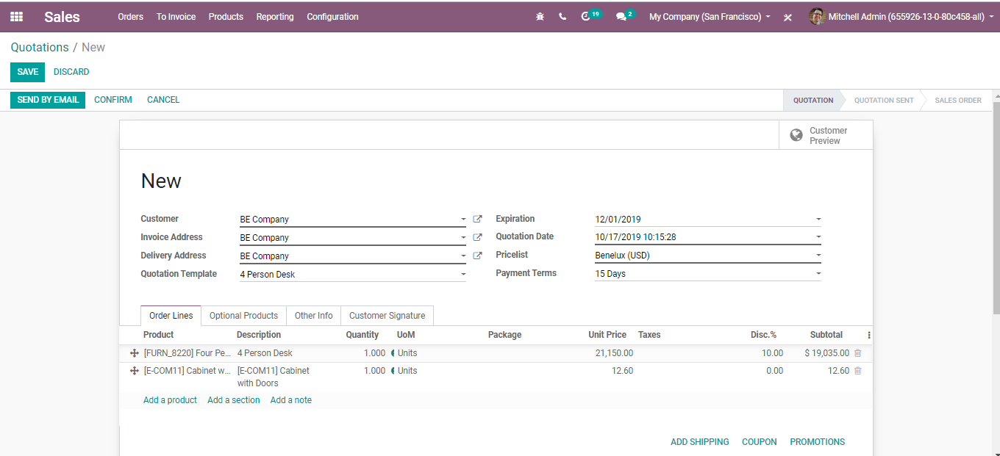 Sales Orders To Invoice Products Reporting Configuration 19 2 My Company (San Francisco) Mitchell Admin (655926-13-0-80c458-all)
Quotations / New
SAVE DISCARD
SEND BY EMAIL CONFIRM CANCEL QUOTATION QUOTATION SENT SALES ORDER
Customer
Preview
New
Customer BE Company Expiration 12/01/2019
Invoice Address BE Company Quotation Date 10/17/2019 10:15:28
Delivery Address BE Company Pricelist Benelux (USD)
Quotation Template 4 Person Desk Payment Terms 15 Days
Order Lines Optional Products Other Info Customer Signature
Product Description Quantity UoM Package Unit Price Taxes Disc.% Subtotal
[FURN_8220] Four Pe... 4 Person Desk 1.000 Units 21,150.00 10.00 $ 19,035.00
[E-COM11] Cabinet w... [E-COM11] Cabinet 1.000 Units 12.60 0.00 12.60
with Doors
Add a product Add a section Add a note
ADD SHIPPING COUPON PROMOTIONS